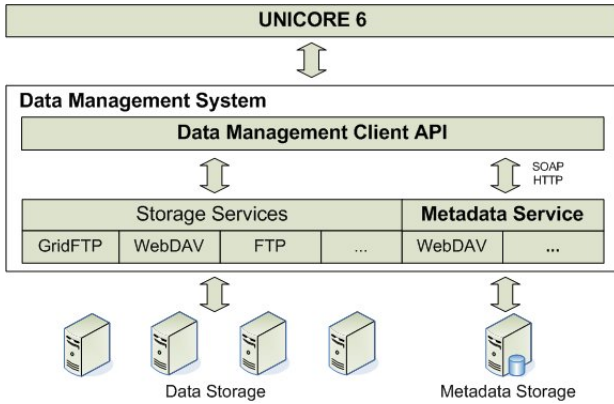 UNICORE 6
Data Management System
Data Management Client API
SOAP
HTTP
Storage Services
Metadata Service
GridFTP
WebDAV
FTP
...
WebDAV
...
Data Storage
Metadata Storage